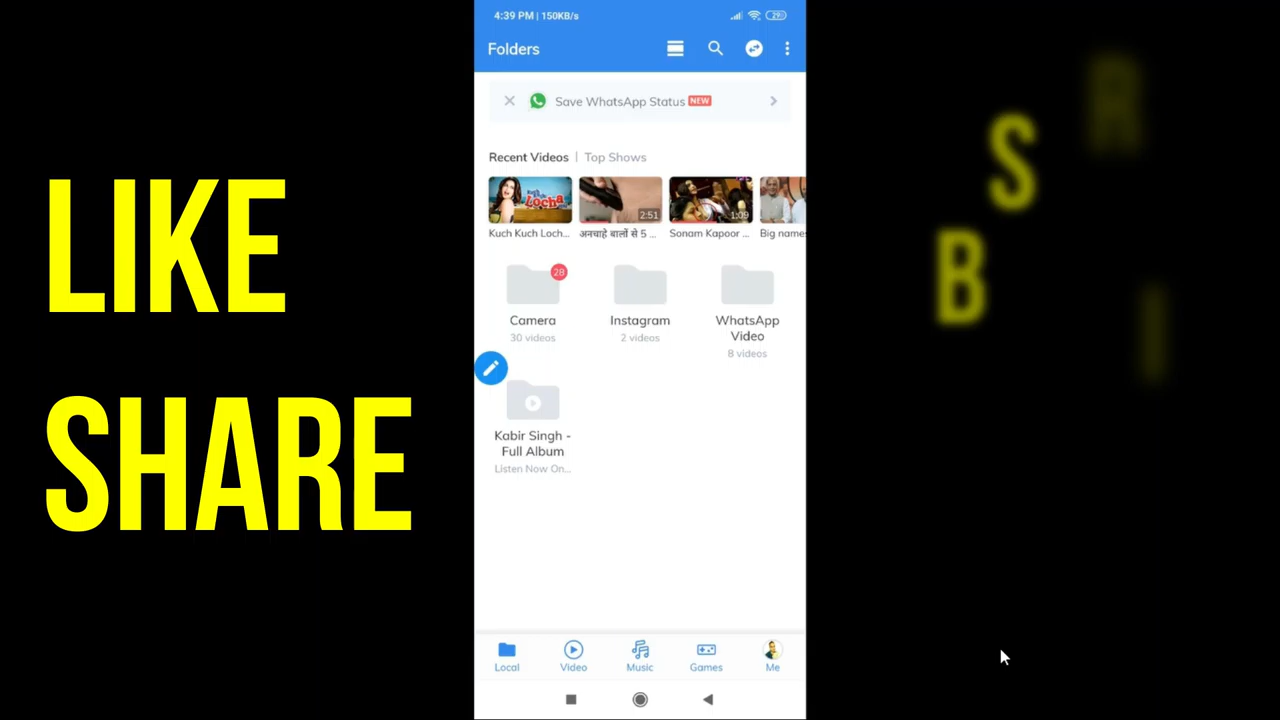 LIKE
SHARE
4:39 PM | 150KB/s
29
Folders
Save WhatsApp Status NEW
Recent Videos | Top Shows
Locha
2:51
1:09
Kuch Kuch Loch...
अनचाहे बालों से 5 ...
Sonam Kapoor ...
Big name
28
Camera
30 videos
Instagram
2 videos
WhatsApp
Video
8 videos
Kabir Singh -
Full Album
Listen Now On...
Local
Video
Music
Games
Me
R
S
B
I